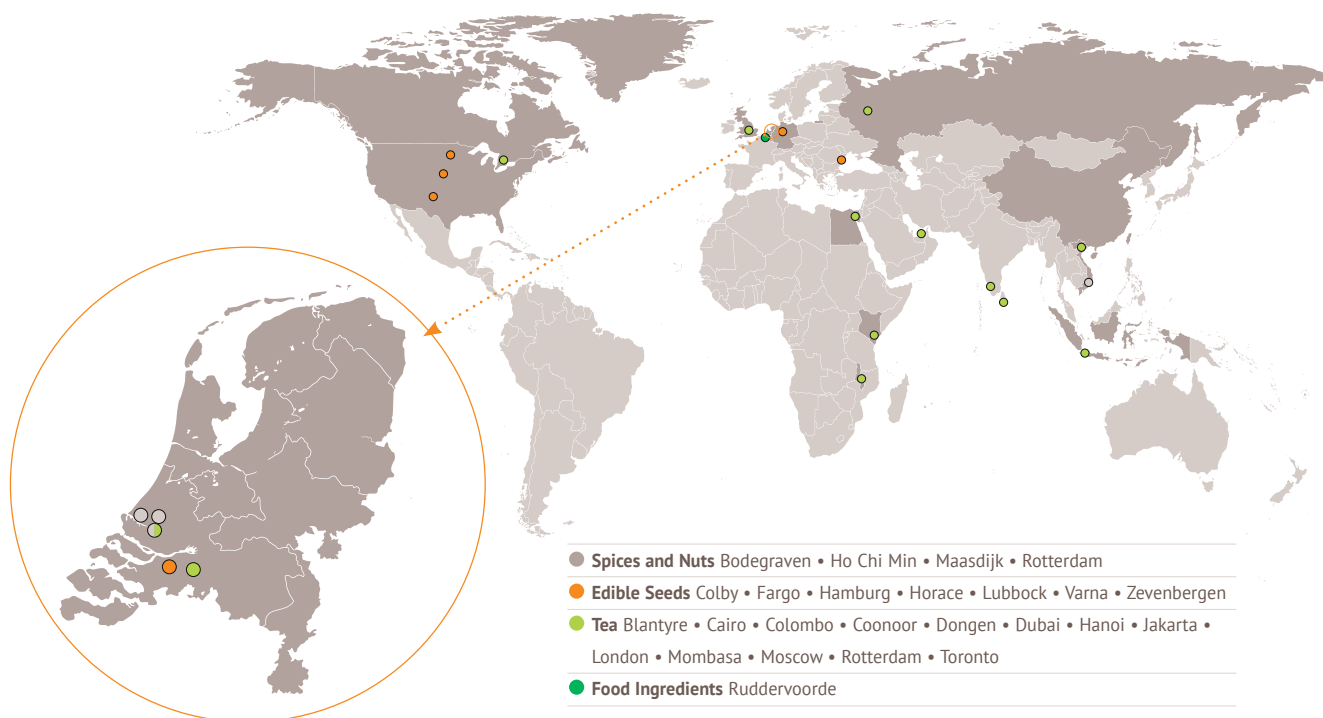 Spices and Nuts Bodegraven • Ho Chi Min • Maasdijk • Rotterdam
Edible Seeds Colby • Fargo • Hamburg • Horace • Lubbock • Varna • Zevenbergen
Tea Blantyre • Cairo • Colombo • Coonoor • Dongen • Dubai • Hanoi • Jakarta •
London • Mombasa • Moscow • Rotterdam • Toronto
Food Ingredients Ruddervoorde